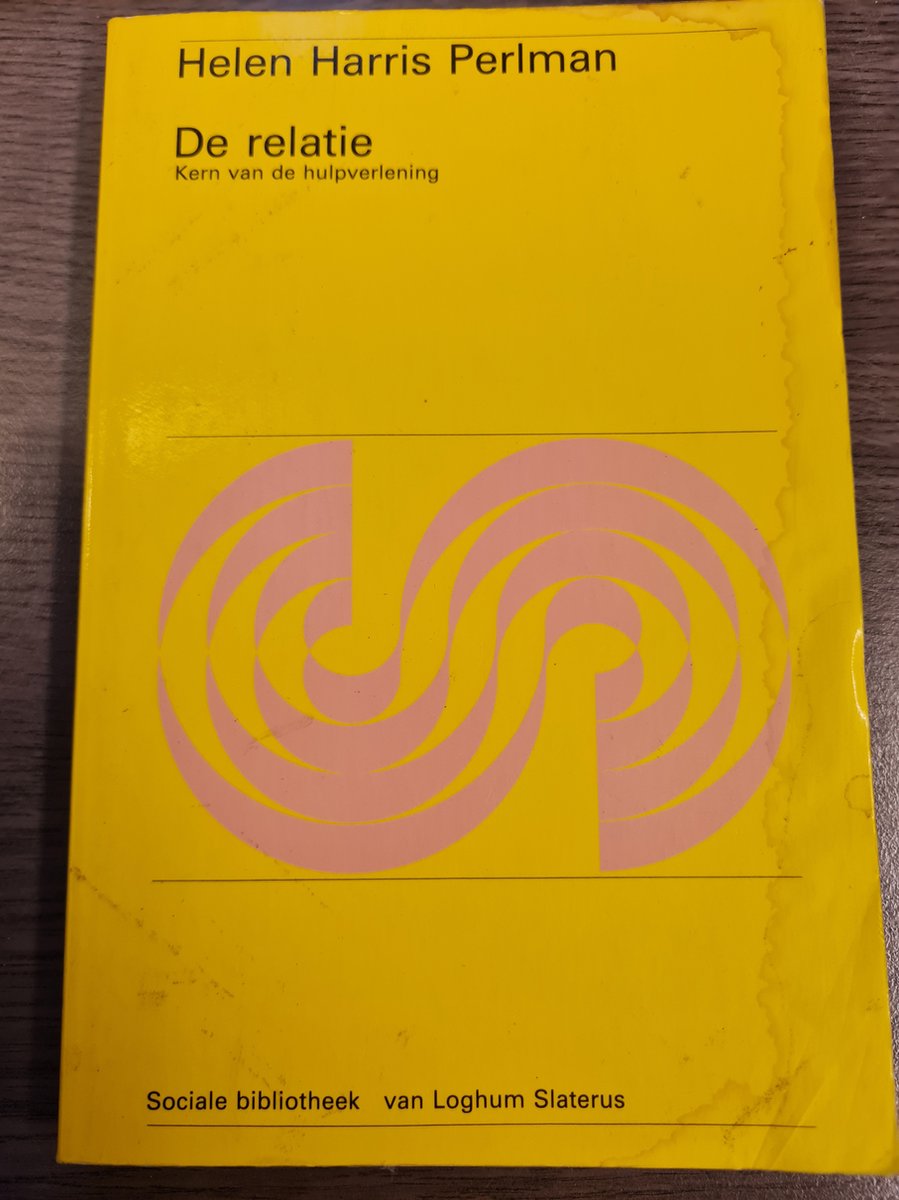 Helen Harris Perlman
De relatie
Kern van de hulpverlening
Sociale bibliotheek van Loghum Slaterus